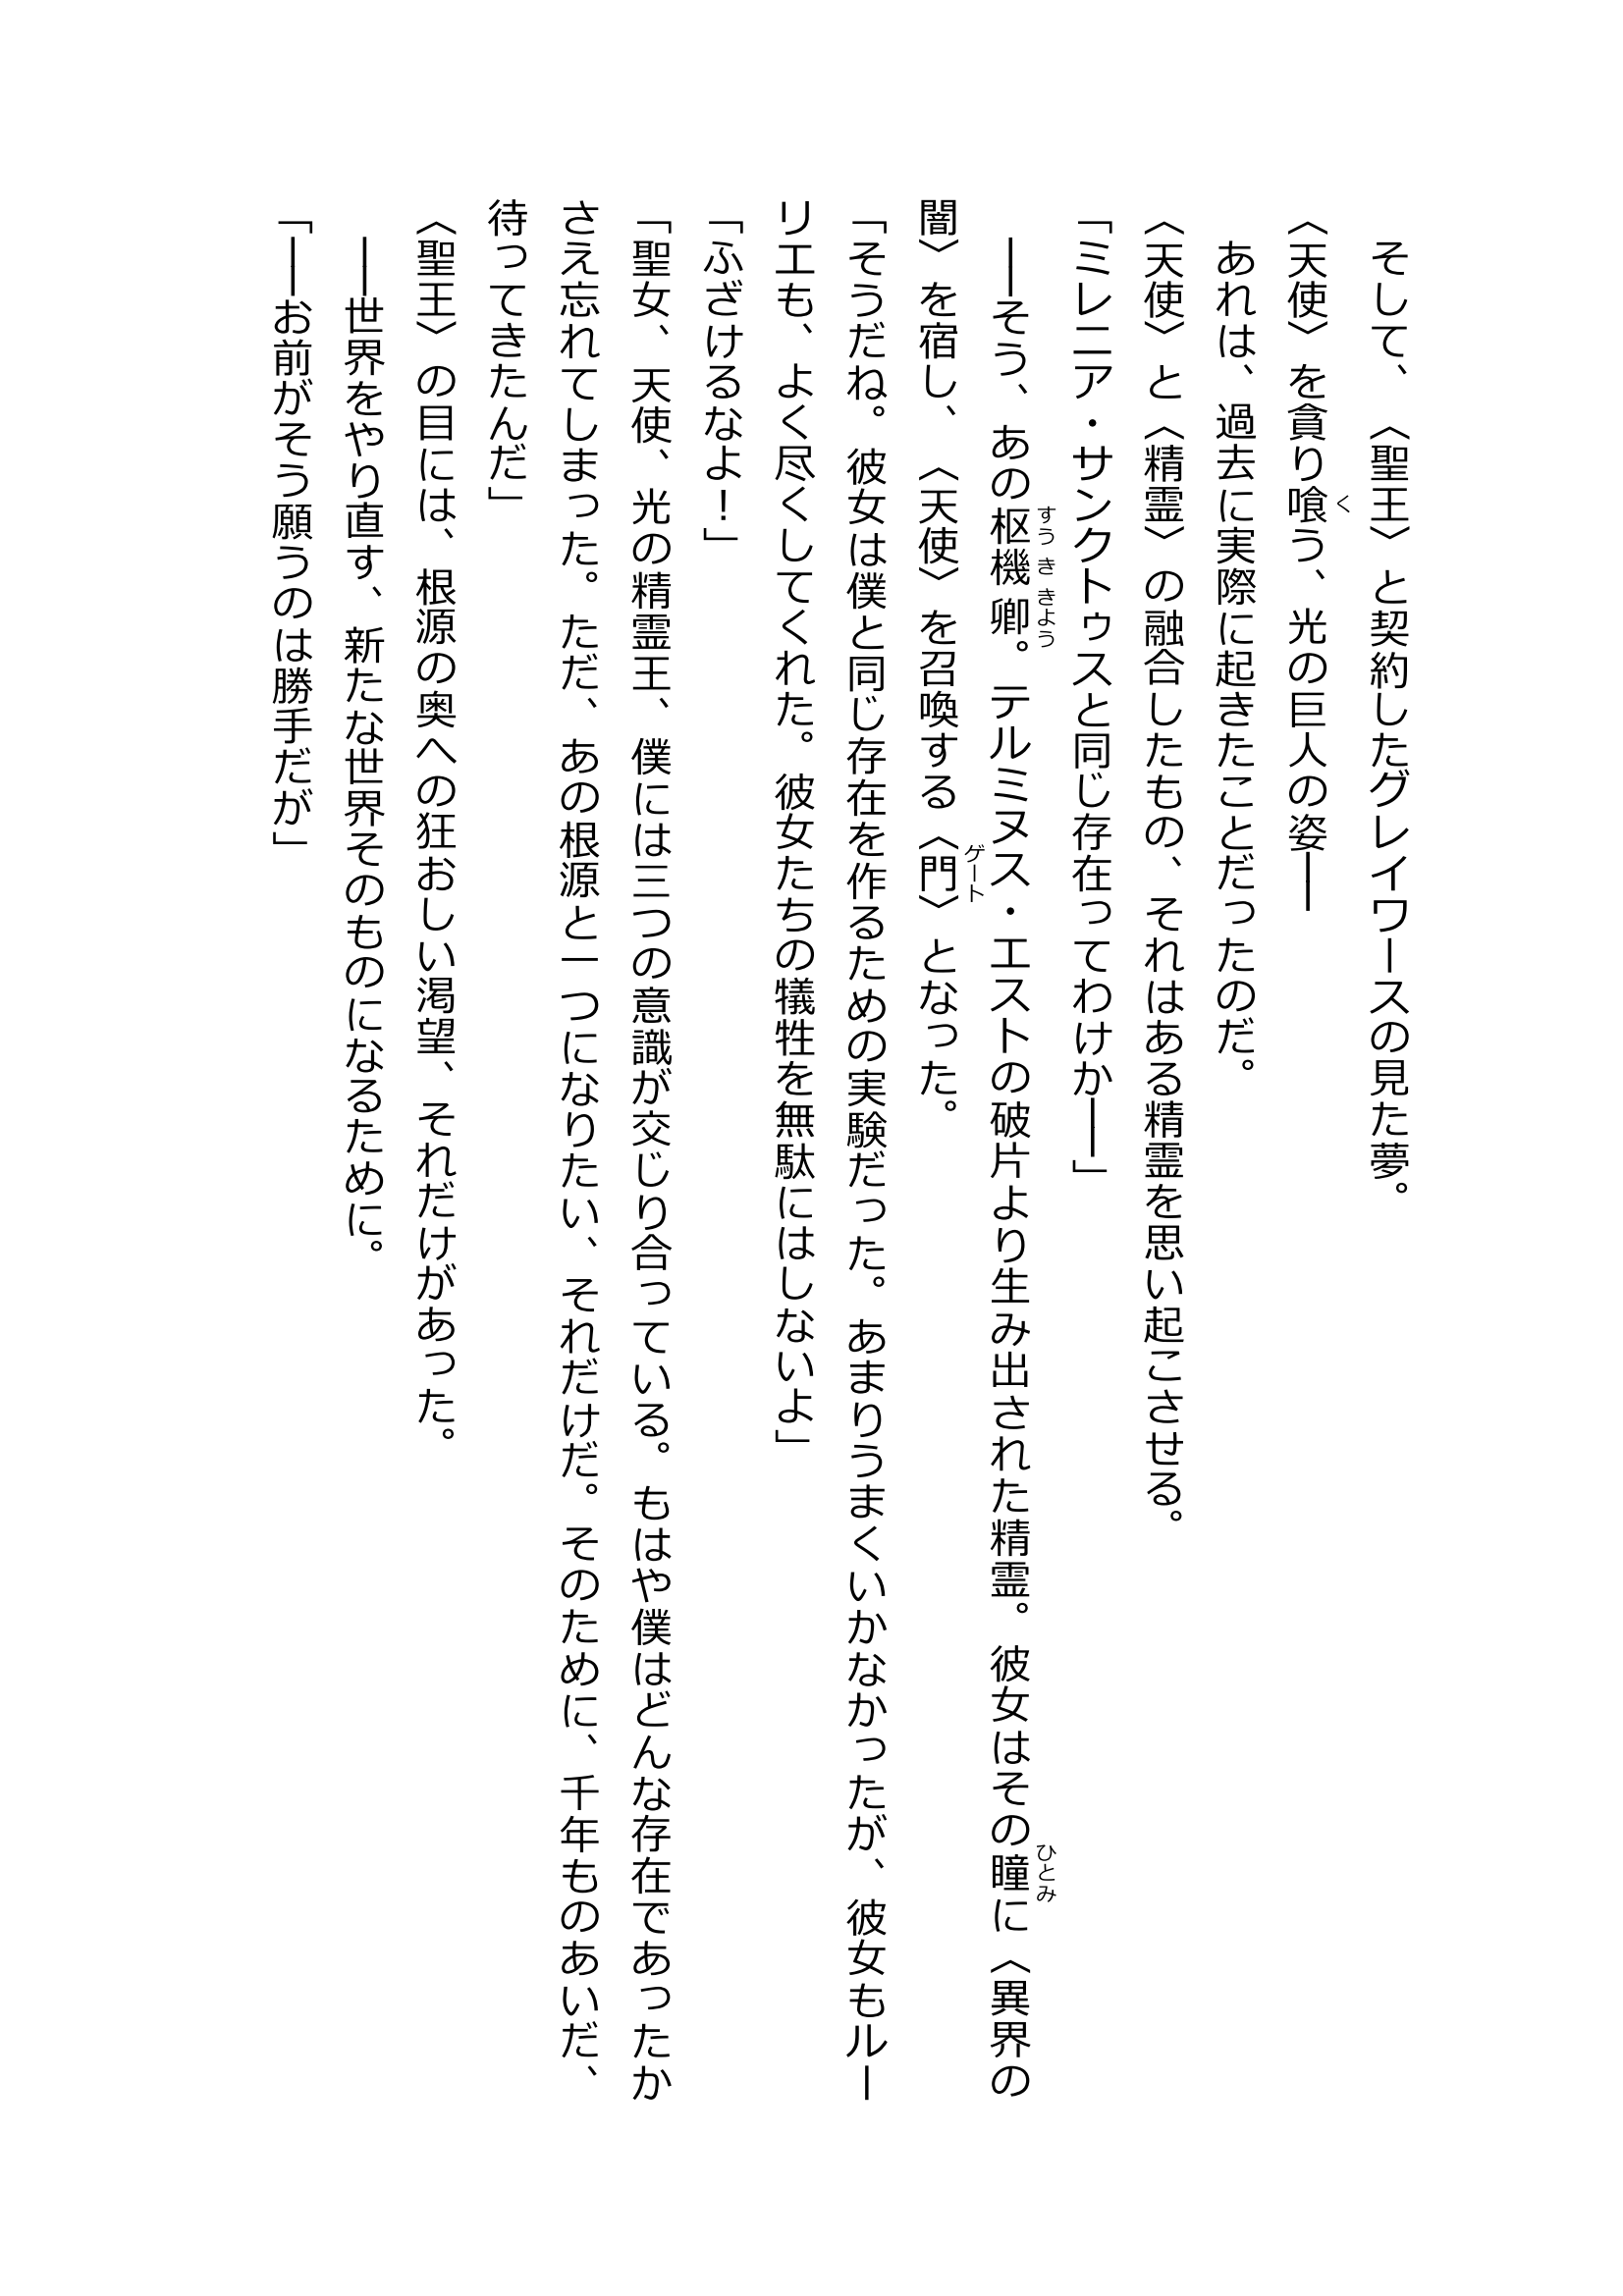 そして、〈聖王〉と契約したグレイワースの見た夢。
〈天使〉を貪り喰う、光の巨人の姿――
　あれは、過去に実際に起きたことだったのだ。
〈天使〉と〈精霊〉の融合したもの、それはある精霊を思い起こさせる。
「ミレニア・サンクトゥスと同じ存在ってわけか――」
　――そう、あの枢機卿。テルミヌス・エストの破片より生み出された精霊。彼女はその瞳に〈異界の
闇〉を宿し、〈天使〉を召喚する〈門〉となった。
「そうだね。彼女は僕と同じ存在を作るための実験だった。あまりうまくいかなかったが、彼女もルー
リエも、よく尽くしてくれた。彼女たちの犠牲を無駄にはしないよ」
「ふざけるなよ！」
「聖女、天使、光の精霊王、僕には三つの意識が交じり合っている。もはや僕はどんな存在であったか
さえ忘れてしまった。ただ、あの根源と一つになりたい、それだけだ。そのために、千年ものあいだ、
待ってきたんだ」
〈聖王〉の目には、根源の奥への狂おしい渇望、それだけがあった。
　――世界をやり直す、新たな世界そのものになるために。
「――お前がそう願うのは勝手だが」